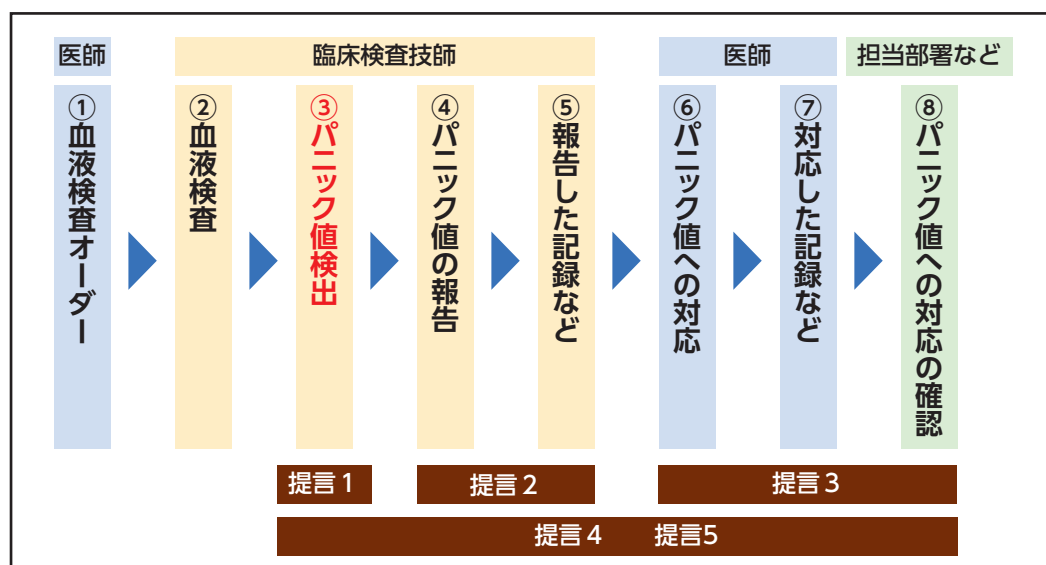 医師
臨床検査技師
医師
担当部署など
①血液検査オーダー
②血液検査
③パニック値検出
④パニック値の報告
⑤報告した記録など
⑥パニック値への対応
⑦対応した記録など
⑧パニック値への対応の確認
提言1
提言2
提言3
提言4 提言5